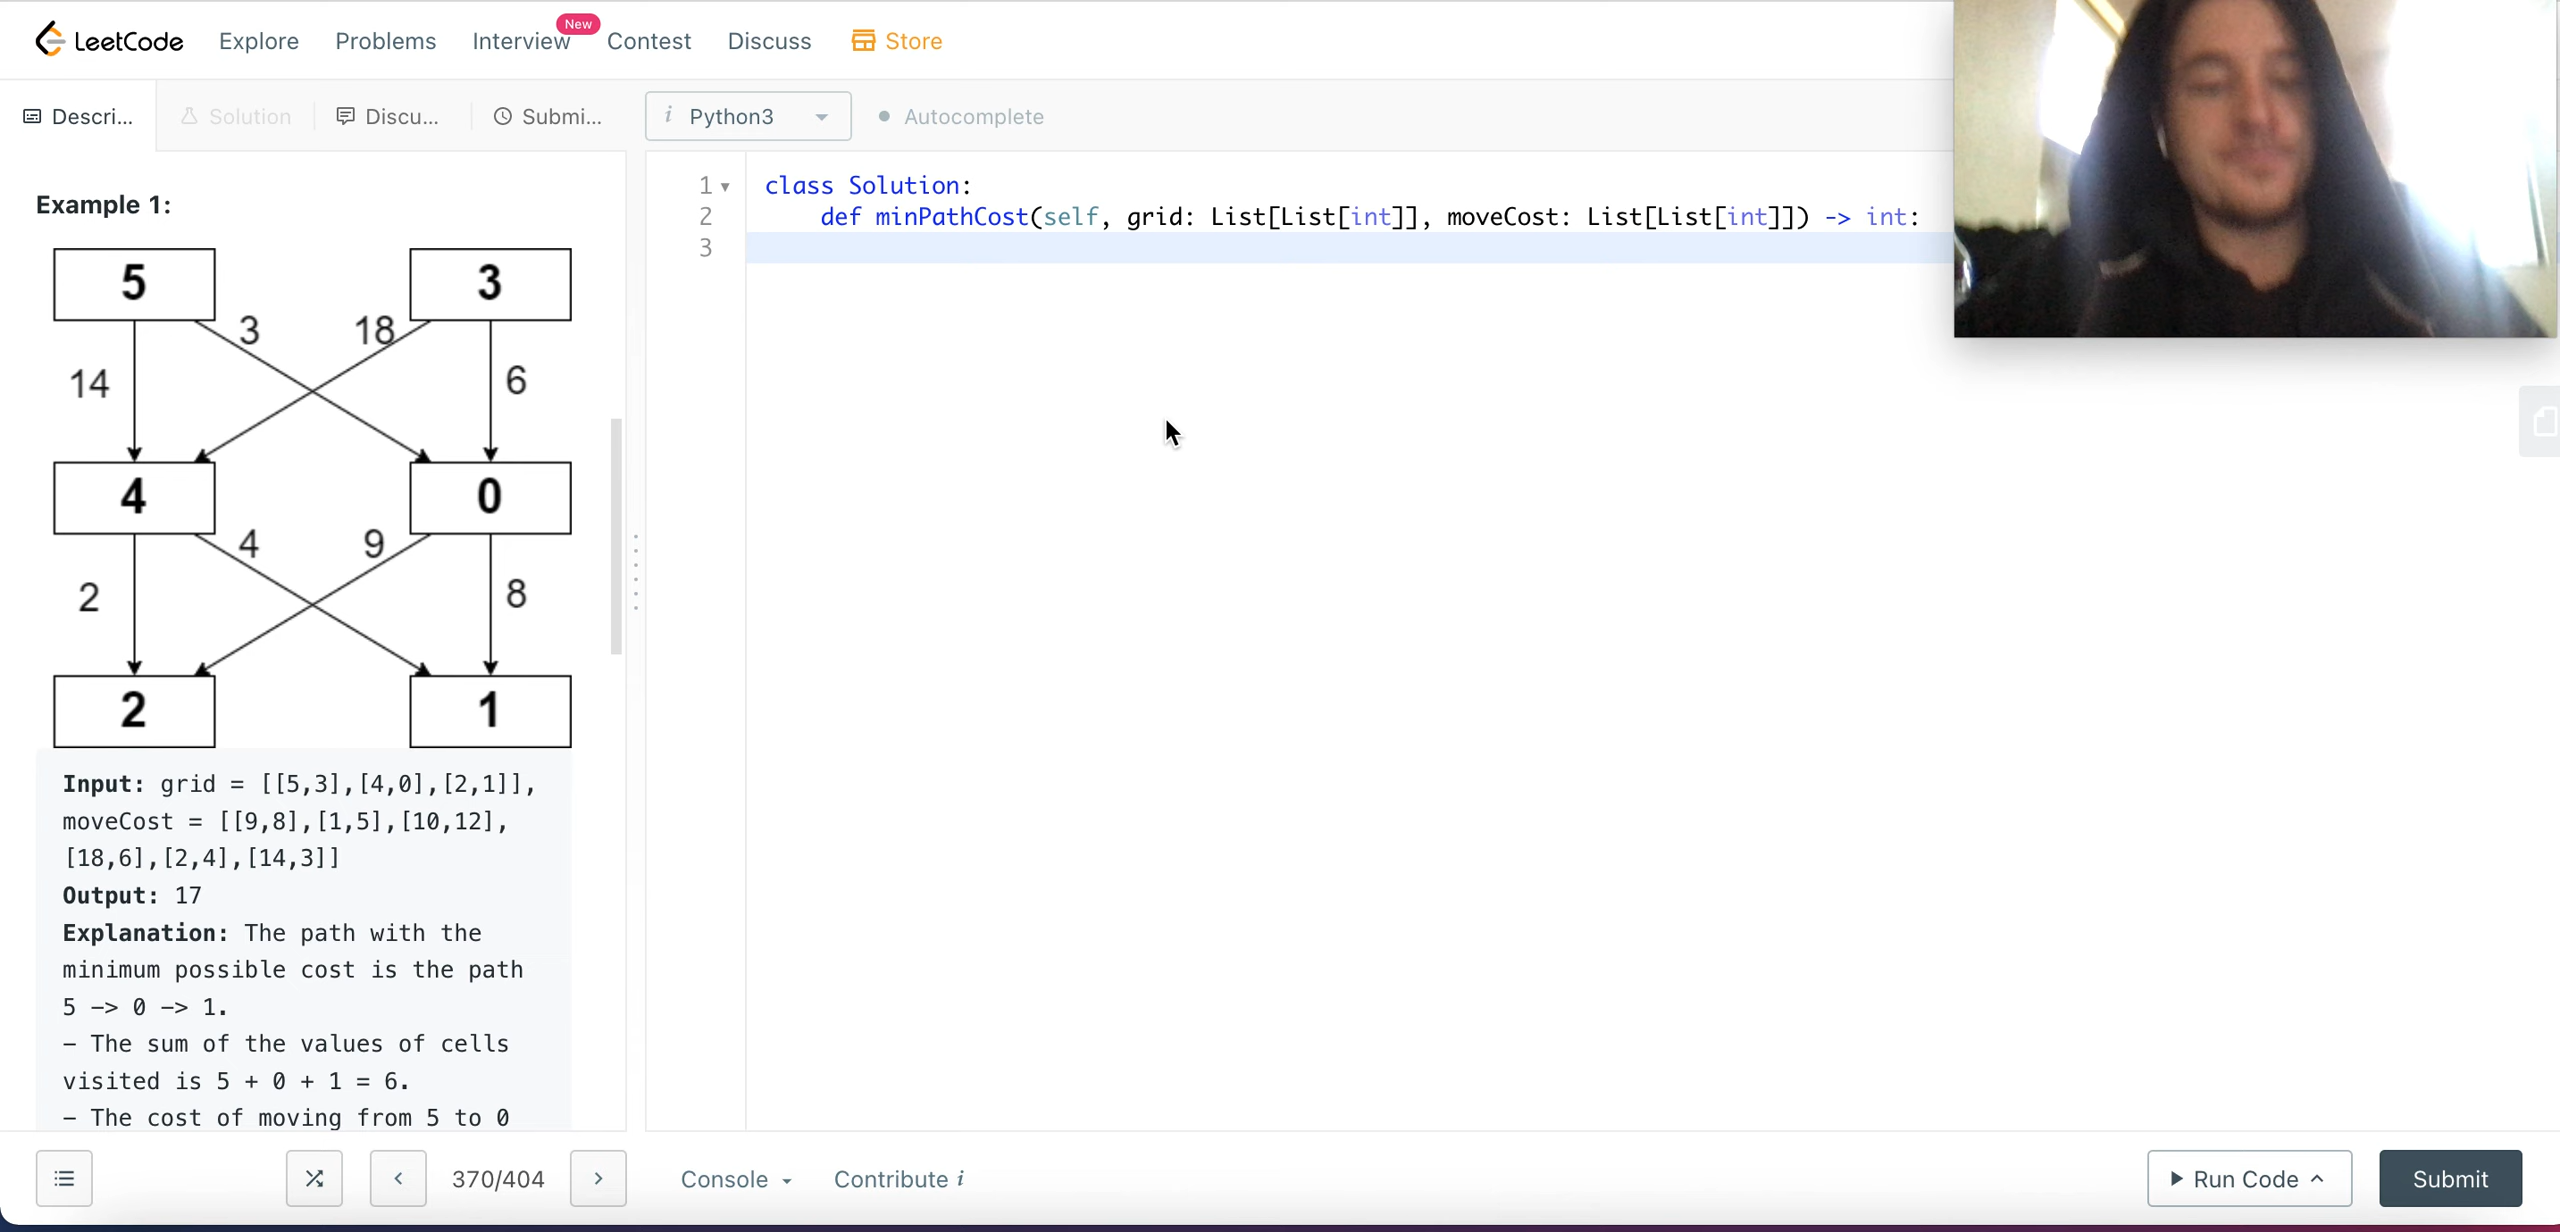 LeetCode Explore Problems Interview New Contest Discuss Store
Descri... Solution Discu... Submi... i Python3 Autocomplete
Example 1:
5 3
3 18
14 6
4 0
4 9
2 8
2 1
Input: grid = [[5,3],[4,0],[2,1]],
moveCost = [[9,8],[1,5],[10,12],
[18,6],[2,4],[14,3]]
Output: 17
Explanation: The path with the
minimum possible cost is the path
5 -> 0 -> 1.
- The sum of the values of cells
visited is 5 + 0 + 1 = 6.
- The cost of moving from 5 to 0
1 class Solution:
2 def minPathCost(self, grid: List[List[int]], moveCost: List[List[int]]) -> int:
3
370/404 Console Contribute i Run Code Submit